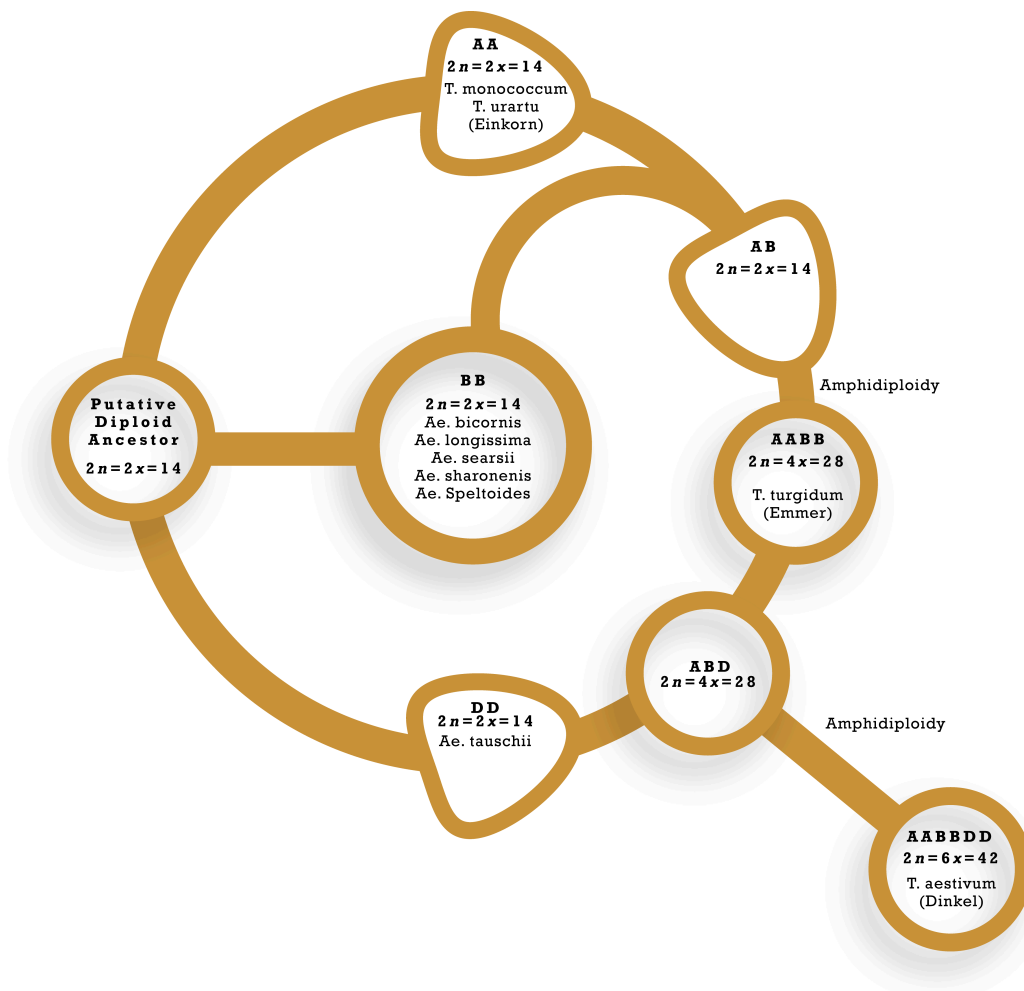 AA
2n=2x=14
T. monococcum
T. urartu
(Einkorn)
AB
2n=2x=14
Putative
Diploid
Ancestor
2n=2x=14
BB
2n=2x=14
Ae. bicornis
Ae. longissima
Ae. searsii
Ae. sharonenis
Ae. Speltoides
Amphidiploidy
AABB
2n=4x=28
T. turgidum
(Emmer)
ABD
2n=4x=28
DD
2n=2x=14
Ae. tauschii
Amphidiploidy
AABBDD
2n=6x=42
T. aestivum
(Dinkel)